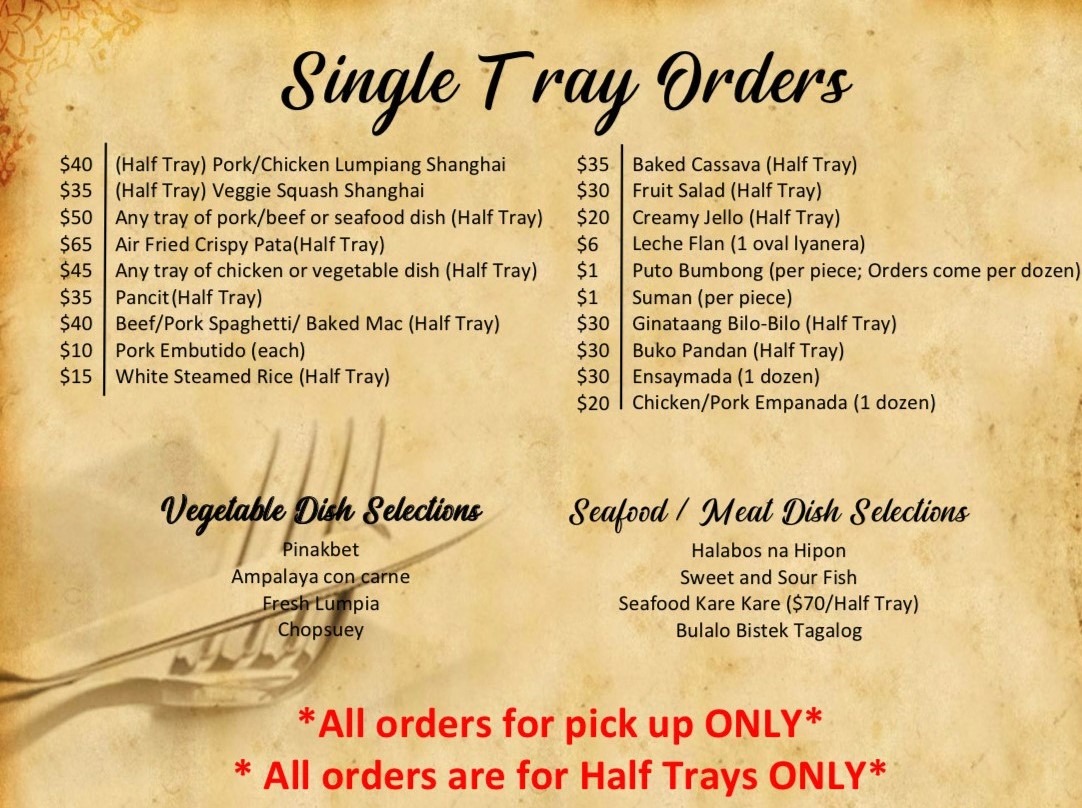 Single Tray Orders
$40 (Half Tray) Pork/Chicken Lumpiang Shanghai
$35 (Half Tray) Veggie Squash Shanghai
$50 Any tray of pork/beef or seafood dish (Half Tray)
$65 Air Fried Crispy Pata(Half Tray)
$45 Any tray of chicken or vegetable dish (Half Tray)
$35 Pancit(Half Tray)
$40 Beef/Pork Spaghetti/ Baked Mac (Half Tray)
$10 Pork Embutido (each)
$15 White Steamed Rice (Half Tray)
$35 Baked Cassava (Half Tray)
$30 Fruit Salad (Half Tray)
$20 Creamy Jello (Half Tray)
$6 Leche Flan (1 oval lyanera)
$1 Puto Bumbong (per piece; Orders come per dozen)
$1 Suman (per piece)
$30 Ginataang Bilo-Bilo (Half Tray)
$30 Buko Pandan (Half Tray)
$30 Ensaymada (1 dozen)
$20 Chicken/Pork Empanada (1 dozen)
Vegetable Dish Selections
Pinakbet
Ampalaya con carne
Fresh Lumpia
Chopsuey
Seafood / Meat Dish Selections
Halabos na Hipon
Sweet and Sour Fish
Seafood Kare Kare ($70/Half Tray)
Bulalo Bistek Tagalog
*All orders for pick up ONLY*
* All orders are for Half Trays ONLY*